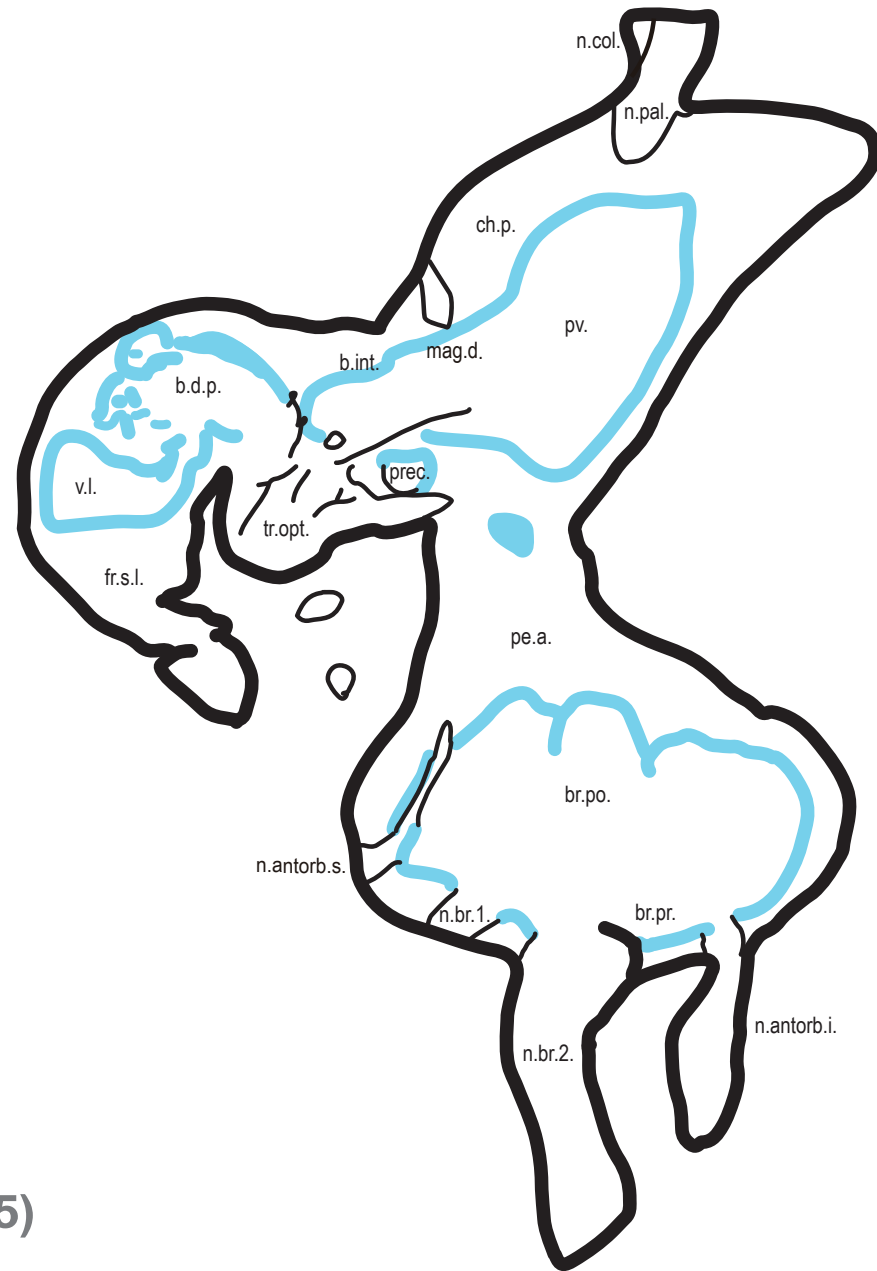 n.col.
n.pal.
ch.p.
pv.
mag.d.
b.int.
b.d.p.
prec.
v.l.
tr.opt.
fr.s.l.
pe.a.
br.po.
n.antorb.s.
n.br.1.
br.pr.
n.antorb.i.
n.br.2.
5)